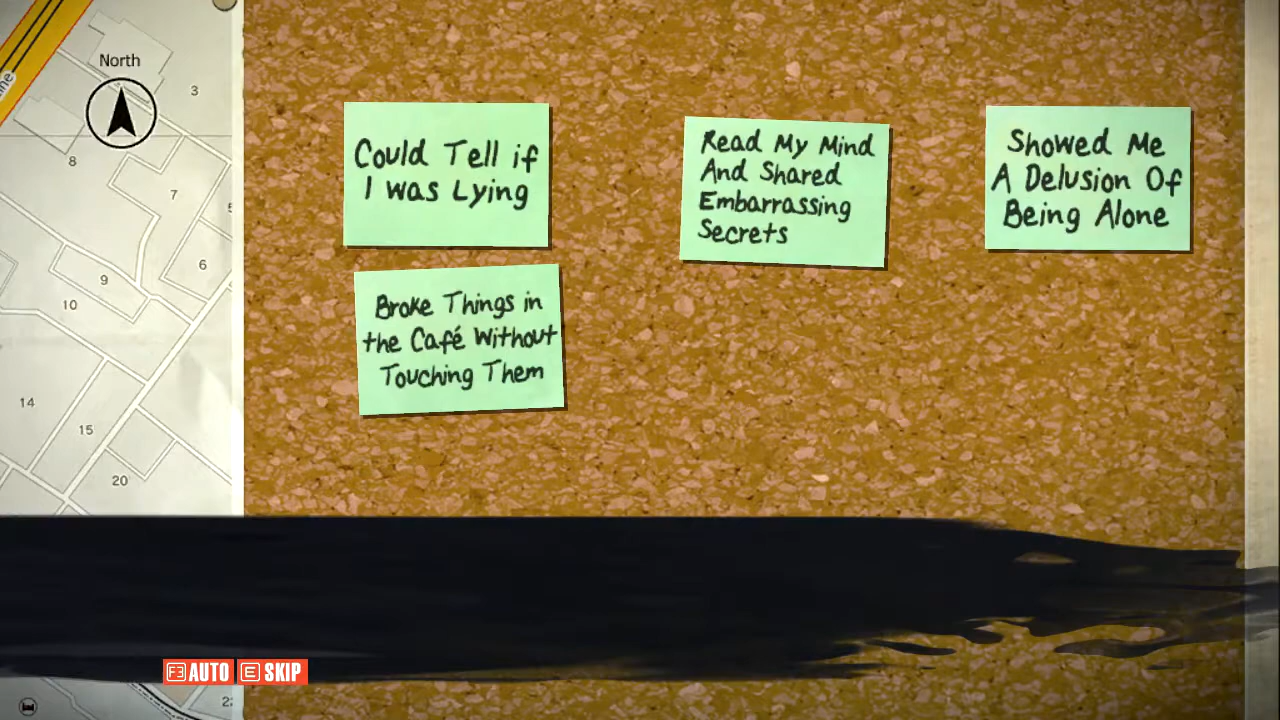 North
3
8
7
5
6
9
10
14
15
20
Could Tell if
I was Lying
Broke Things in
the Café Without
Touching Them
Read My Mind
And Shared
Embarrassing
Secrets
Showed Me
A Delusion Of
Being Alone
F3 AUTO E SKIP